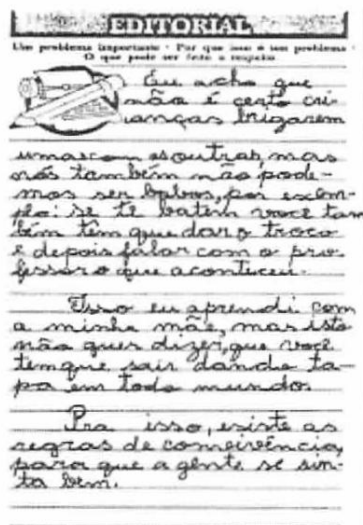 EDITORIAL
Um problema importante - Por que isso é um problema -
O que pode ser feito a respeito
Eu acho que
não é certo cri-
ianças brigarem
umas com as outras, mas
nós também não pode-
mos ser bobos, por exem-
plo: se te batem você tam
bém tem que dar o troco
e depois falar com o pro-
fessor o que aconteceu.
Isso eu aprendi com
a minha mãe, mas isto
não quer dizer, que você
tem que sair dando ta-
pa em todo mundo.
Pra isso, existe as
regras de convivência,
para que a gente se sin-
ta bem.